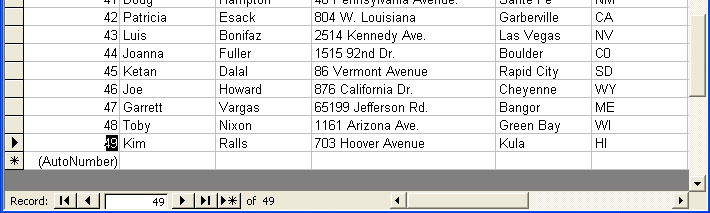 41 Doug Hampton 46 Pennsylvania Avenue. Sante Fe NM
42 Patricia Esack 804 W. Louisiana Garberville CA
43 Luis Bonifaz 2514 Kennedy Ave. Las Vegas NV
44 Joanna Fuller 1515 92nd Dr. Boulder C0
45 Ketan Dalal 86 Vermont Avenue Rapid City SD
46 Joe Howard 876 California Dr. Cheyenne WY
47 Garrett Vargas 65199 Jefferson Rd. Bangor ME
48 Toby Nixon 1161 Arizona Ave. Green Bay WI
49 Kim Ralls 703 Hoover Avenue Kula HI
(AutoNumber)
Record: 49 of 49